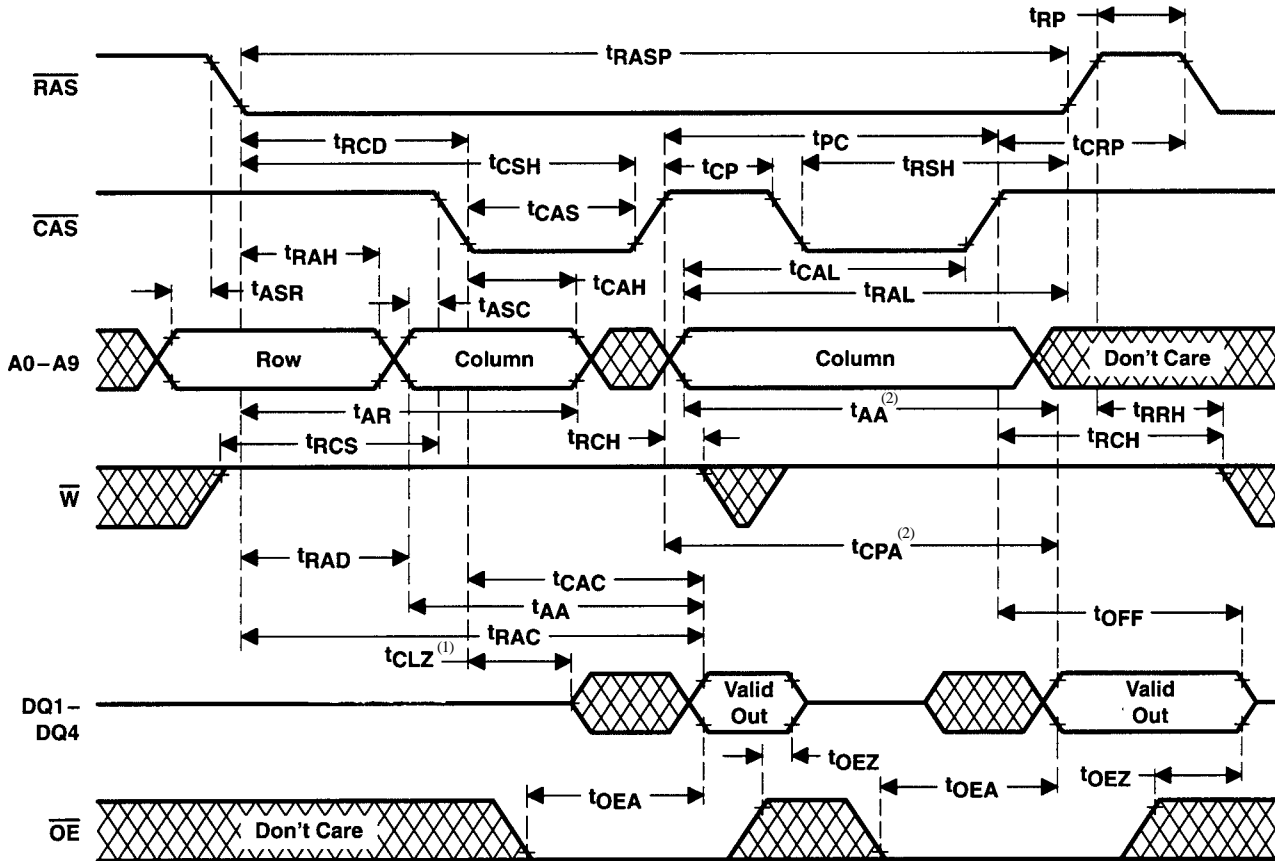 tRP
tRASP
RAS
tRCD
tPC
tCRP
tCSH
tCP
tRSH
CAS
tCAS
tRAH
tCAL
tASR
tCAH
tASC
tRAL
A0–A9
Row
Column
Column
Don't Care
tAR
tAA(2)
tRRH
tRCS
tRCH
tRCH
W
tRAD
tCPA(2)
tCAC
tAA
tOFF
tRAC
tCLZ(1)
DQ1–
DQ4
Valid
Out
Valid
Out
tOEZ
tOEA
tOEA
tOEZ
OE
Don't Care